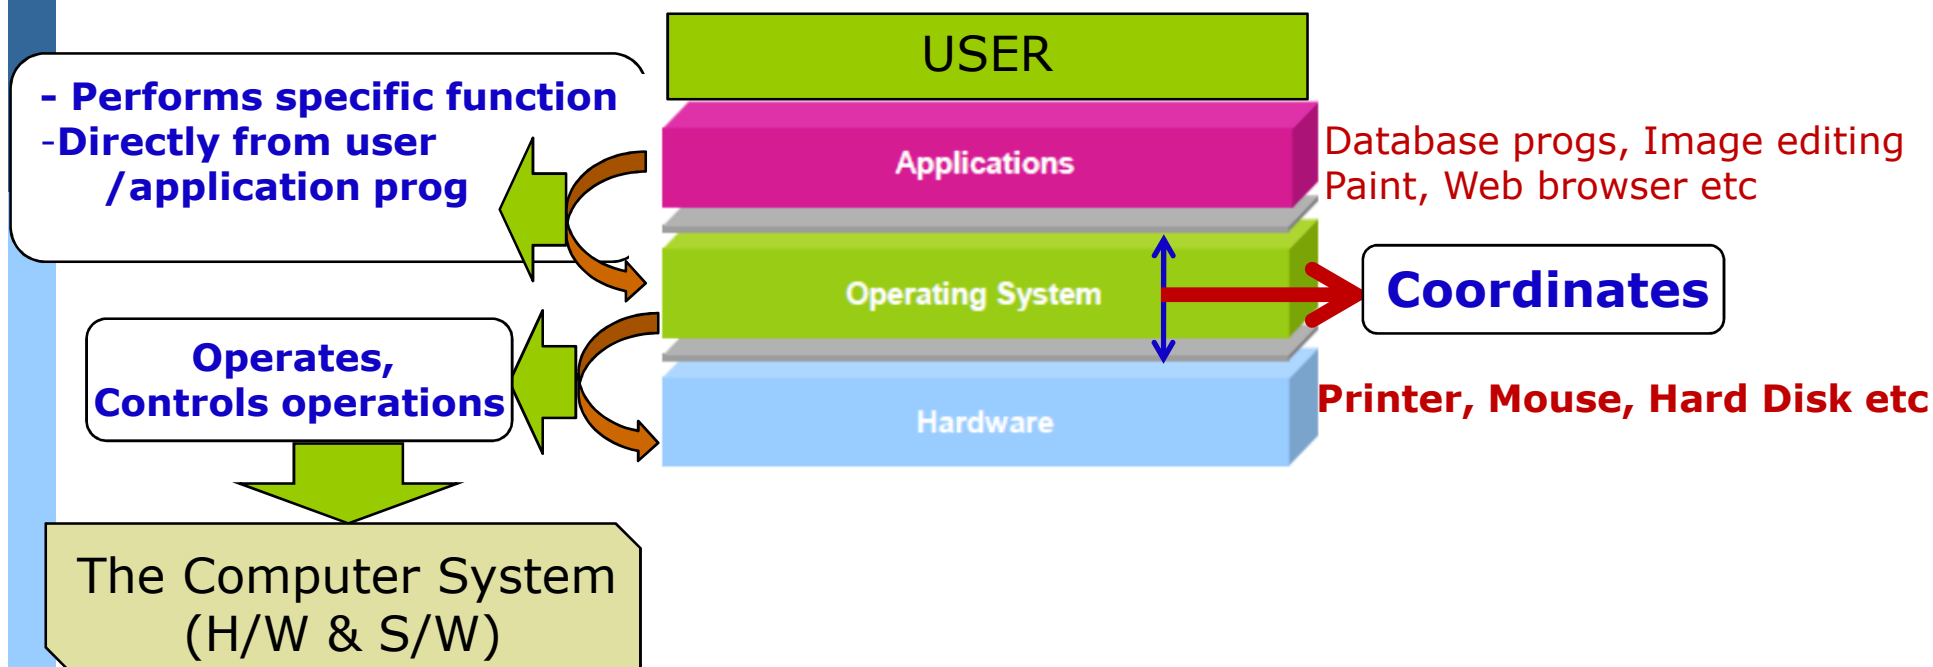 USER
- Performs specific function
-Directly from user
/application prog
Applications
Database progs, Image editing
Paint, Web browser etc
Operating System
Coordinates
Operates,
Controls operations
Hardware
Printer, Mouse, Hard Disk etc
The Computer System
(H/W & S/W)